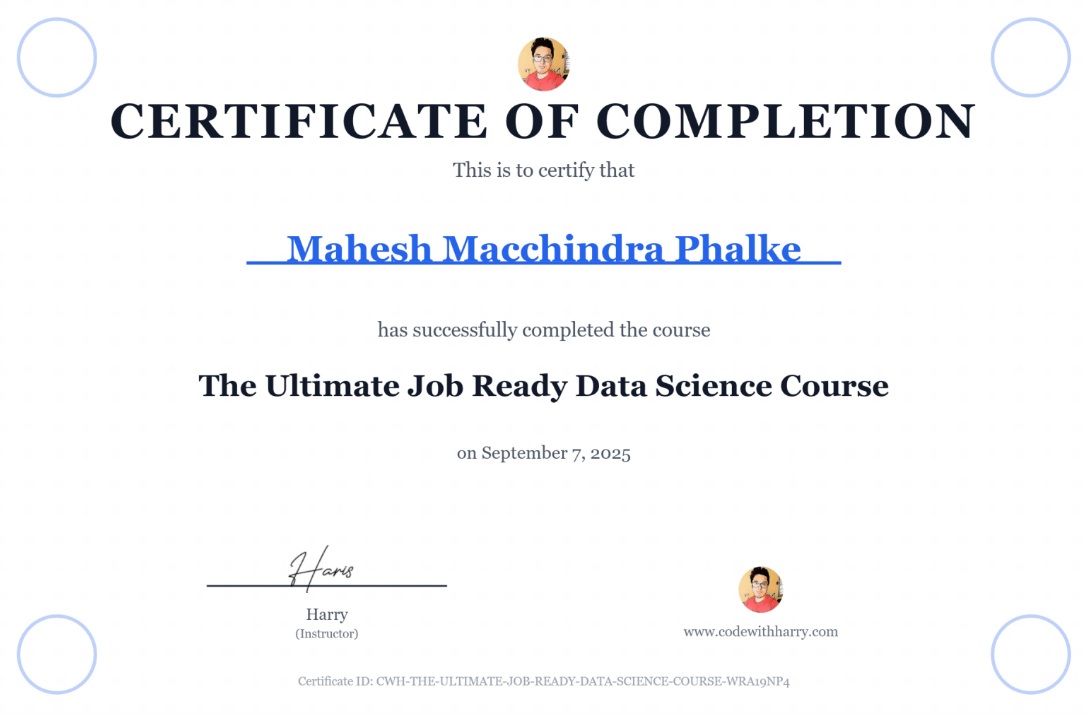 CERTIFICATE OF COMPLETION
This is to certify that
Mahesh Macchindra Phalke
has successfully completed the course
The Ultimate Job Ready Data Science Course
on September 7, 2025
Haris
Harry
(Instructor)
www.codewithharry.com
Certificate ID: CWH-THE-ULTIMATE-JOB-READY-DATA-SCIENCE-COURSE-WRA19NP4